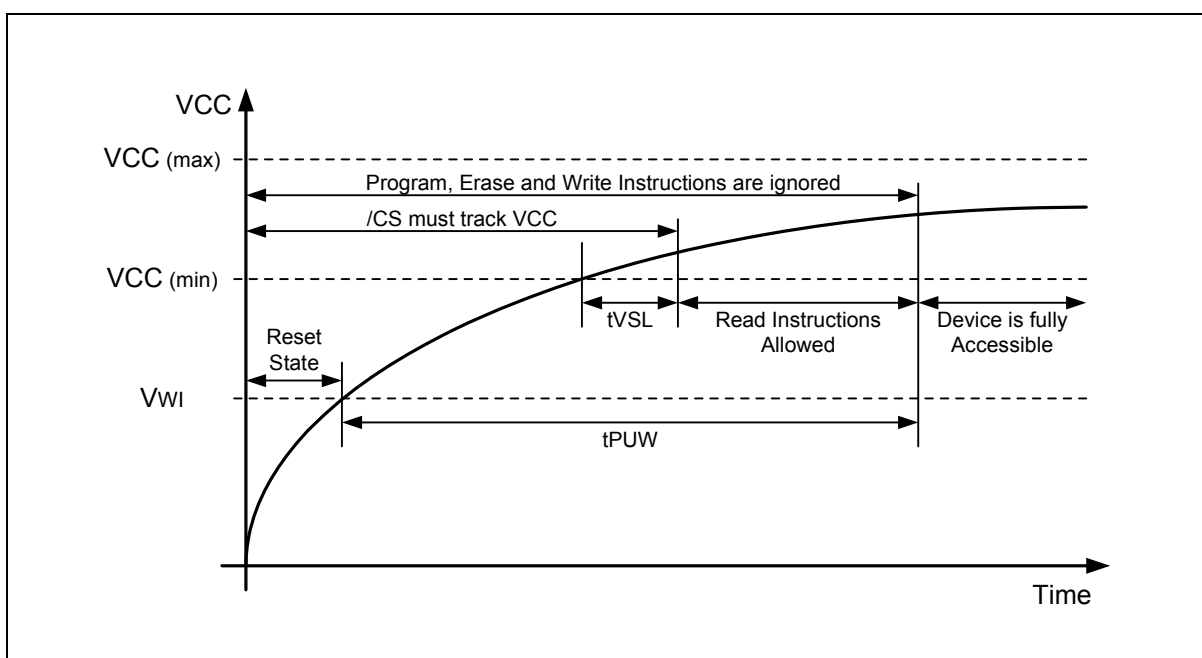 VCC
VCC (max)
Program, Erase and Write Instructions are ignored
/CS must track VCC
VCC (min)
tVSL
Read Instructions
Allowed
Device is fully
Accessible
Reset
State
VWI
tPUW
Time